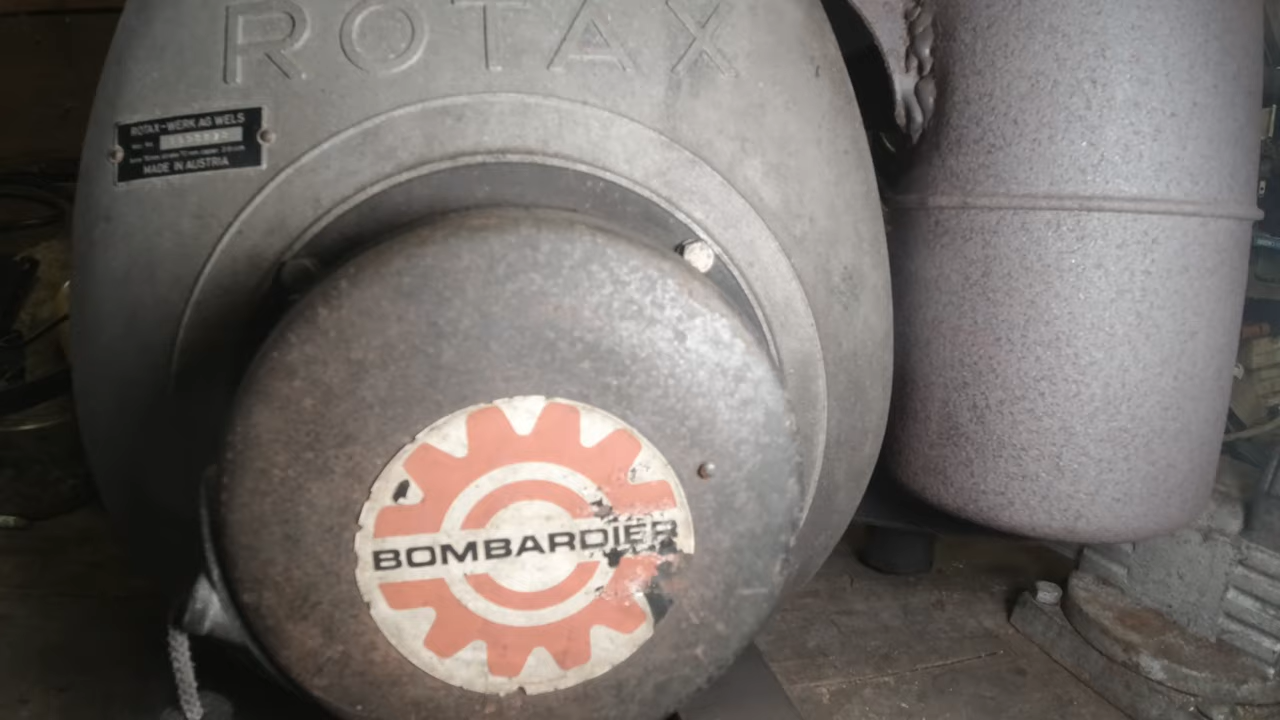 ROTAX
ROTAX-WERK AG WELS
MADE IN AUSTRIA
BOMBARDIER